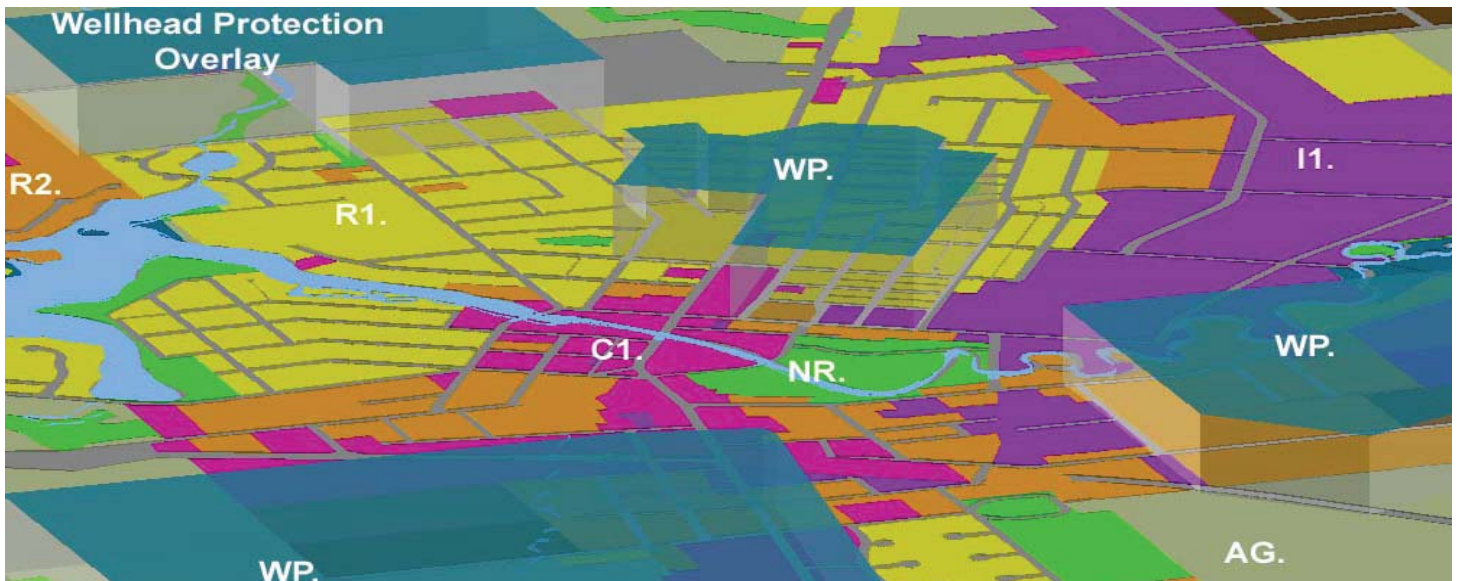 Wellhead Protection
Overlay
WP.
I1.
R2.
R1.
C1.
NR.
WP.
AG.
WP.